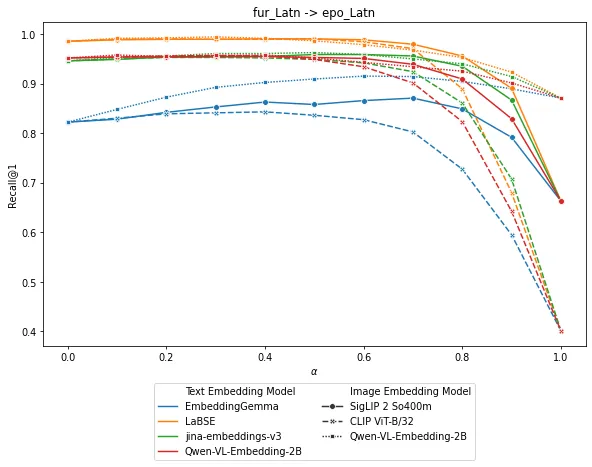 fur_Latn -> epo_Latn
1.0
0.9
0.8
0.7
0.6
0.5
0.4
Recall@1
0.0 0.2 0.4 0.6 0.8 1.0
α
Text Embedding Model Image Embedding Model
EmbeddingGemma SigLIP 2 So400m
LaBSE CLIP ViT-B/32
jina-embeddings-v3 Qwen-VL-Embedding-2B
Qwen-VL-Embedding-2B